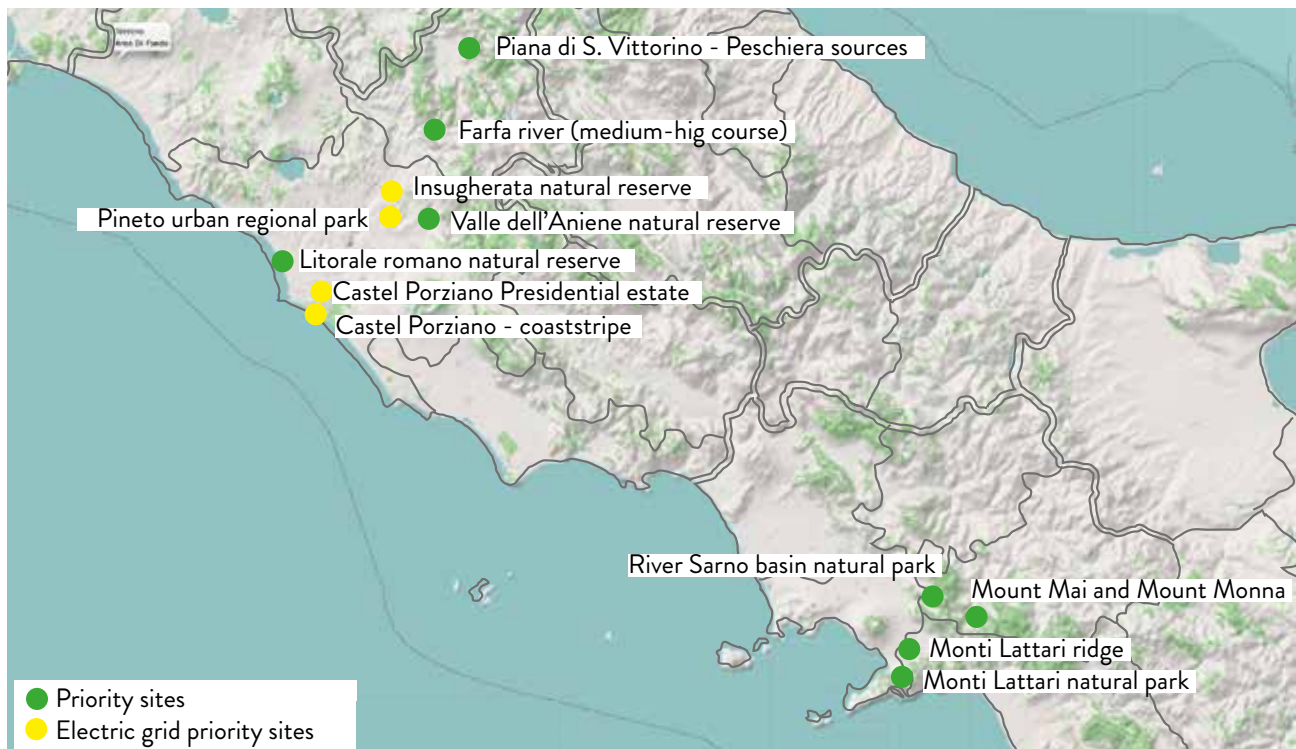 Piana di S. Vittorino - Peschiera sources
Farfa river (medium-hig course)
Insugherata natural reserve
Pineto urban regional park
Valle dell'Aniene natural reserve
Litorale romano natural reserve
Castel Porziano Presidential estate
Castel Porziano - coaststripe
River Sarno basin natural park
Mount Mai and Mount Monna
Monti Lattari ridge
Monti Lattari natural park
Priority sites
Electric grid priority sites